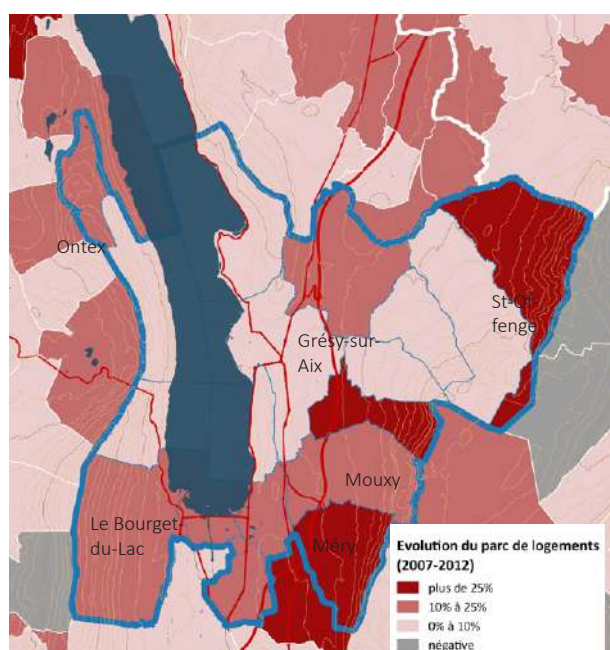 Ontex
St-Of-
fenge
Grésy-sur-
Aix
Mouxy
Le Bourget-
du-Lac
Méry
Evolution du parc de logements
(2007-2012)
plus de 25%
10% à 25%
0% à 10%
négative